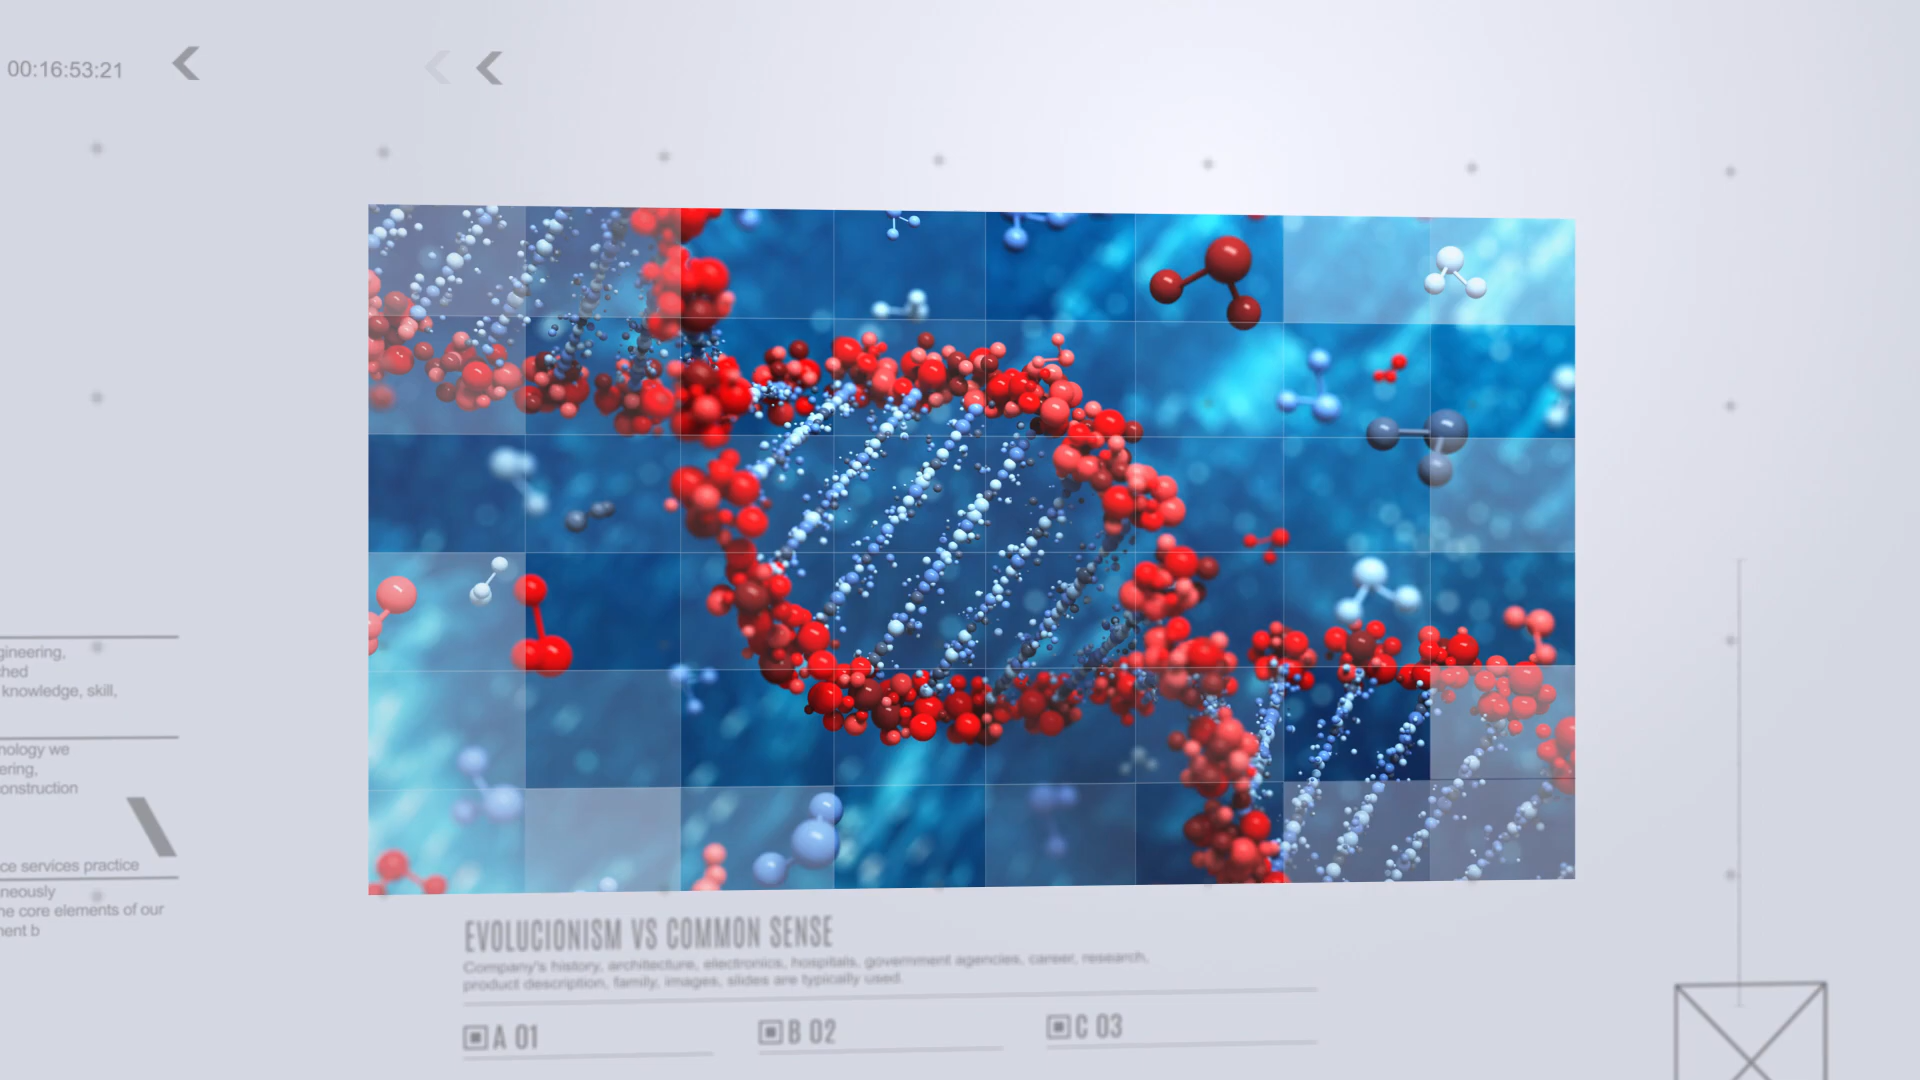 00:16:53:21
gineering,
ched
knowledge, skill,
nology we
ering,
onstruction
ce services practice
neously
he core elements of our
ment b
EVOLUCIONISM VS COMMON SENSE
Company's history, architecture, electronics, hospitals, government agencies, career, research,
product description, family, images, slides are typically used.
A 01
B 02
C 03